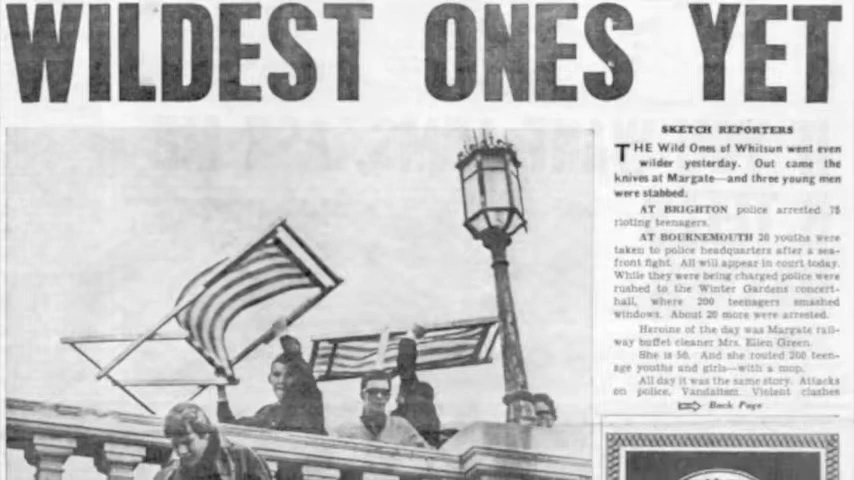 WILDEST ONES YET
SKETCH REPORTERS
THE Wild Ones of Whitsun went even
wilder yesterday. Out came the
knives at Margate—and three young men
were stabbed.
AT BRIGHTON police arrested 75
rioting teenagers.
AT BOURNEMOUTH 20 youths were
taken to police headquarters after a sea-
front fight. All will appear in court today.
While they were being charged police were
rushed to the Winter Gardens concert-
hall, where 200 teenagers smashed
windows. About 20 more were arrested.
Heroine of the day was Margate rail-
way buffet cleaner Mrs. Ellen Green.
She is 56. And she routed 200 teen-
age youths and girls—with a mop.
All day it was the same story. Attacks
on police. Vandalism. Violent clashes
Back Page